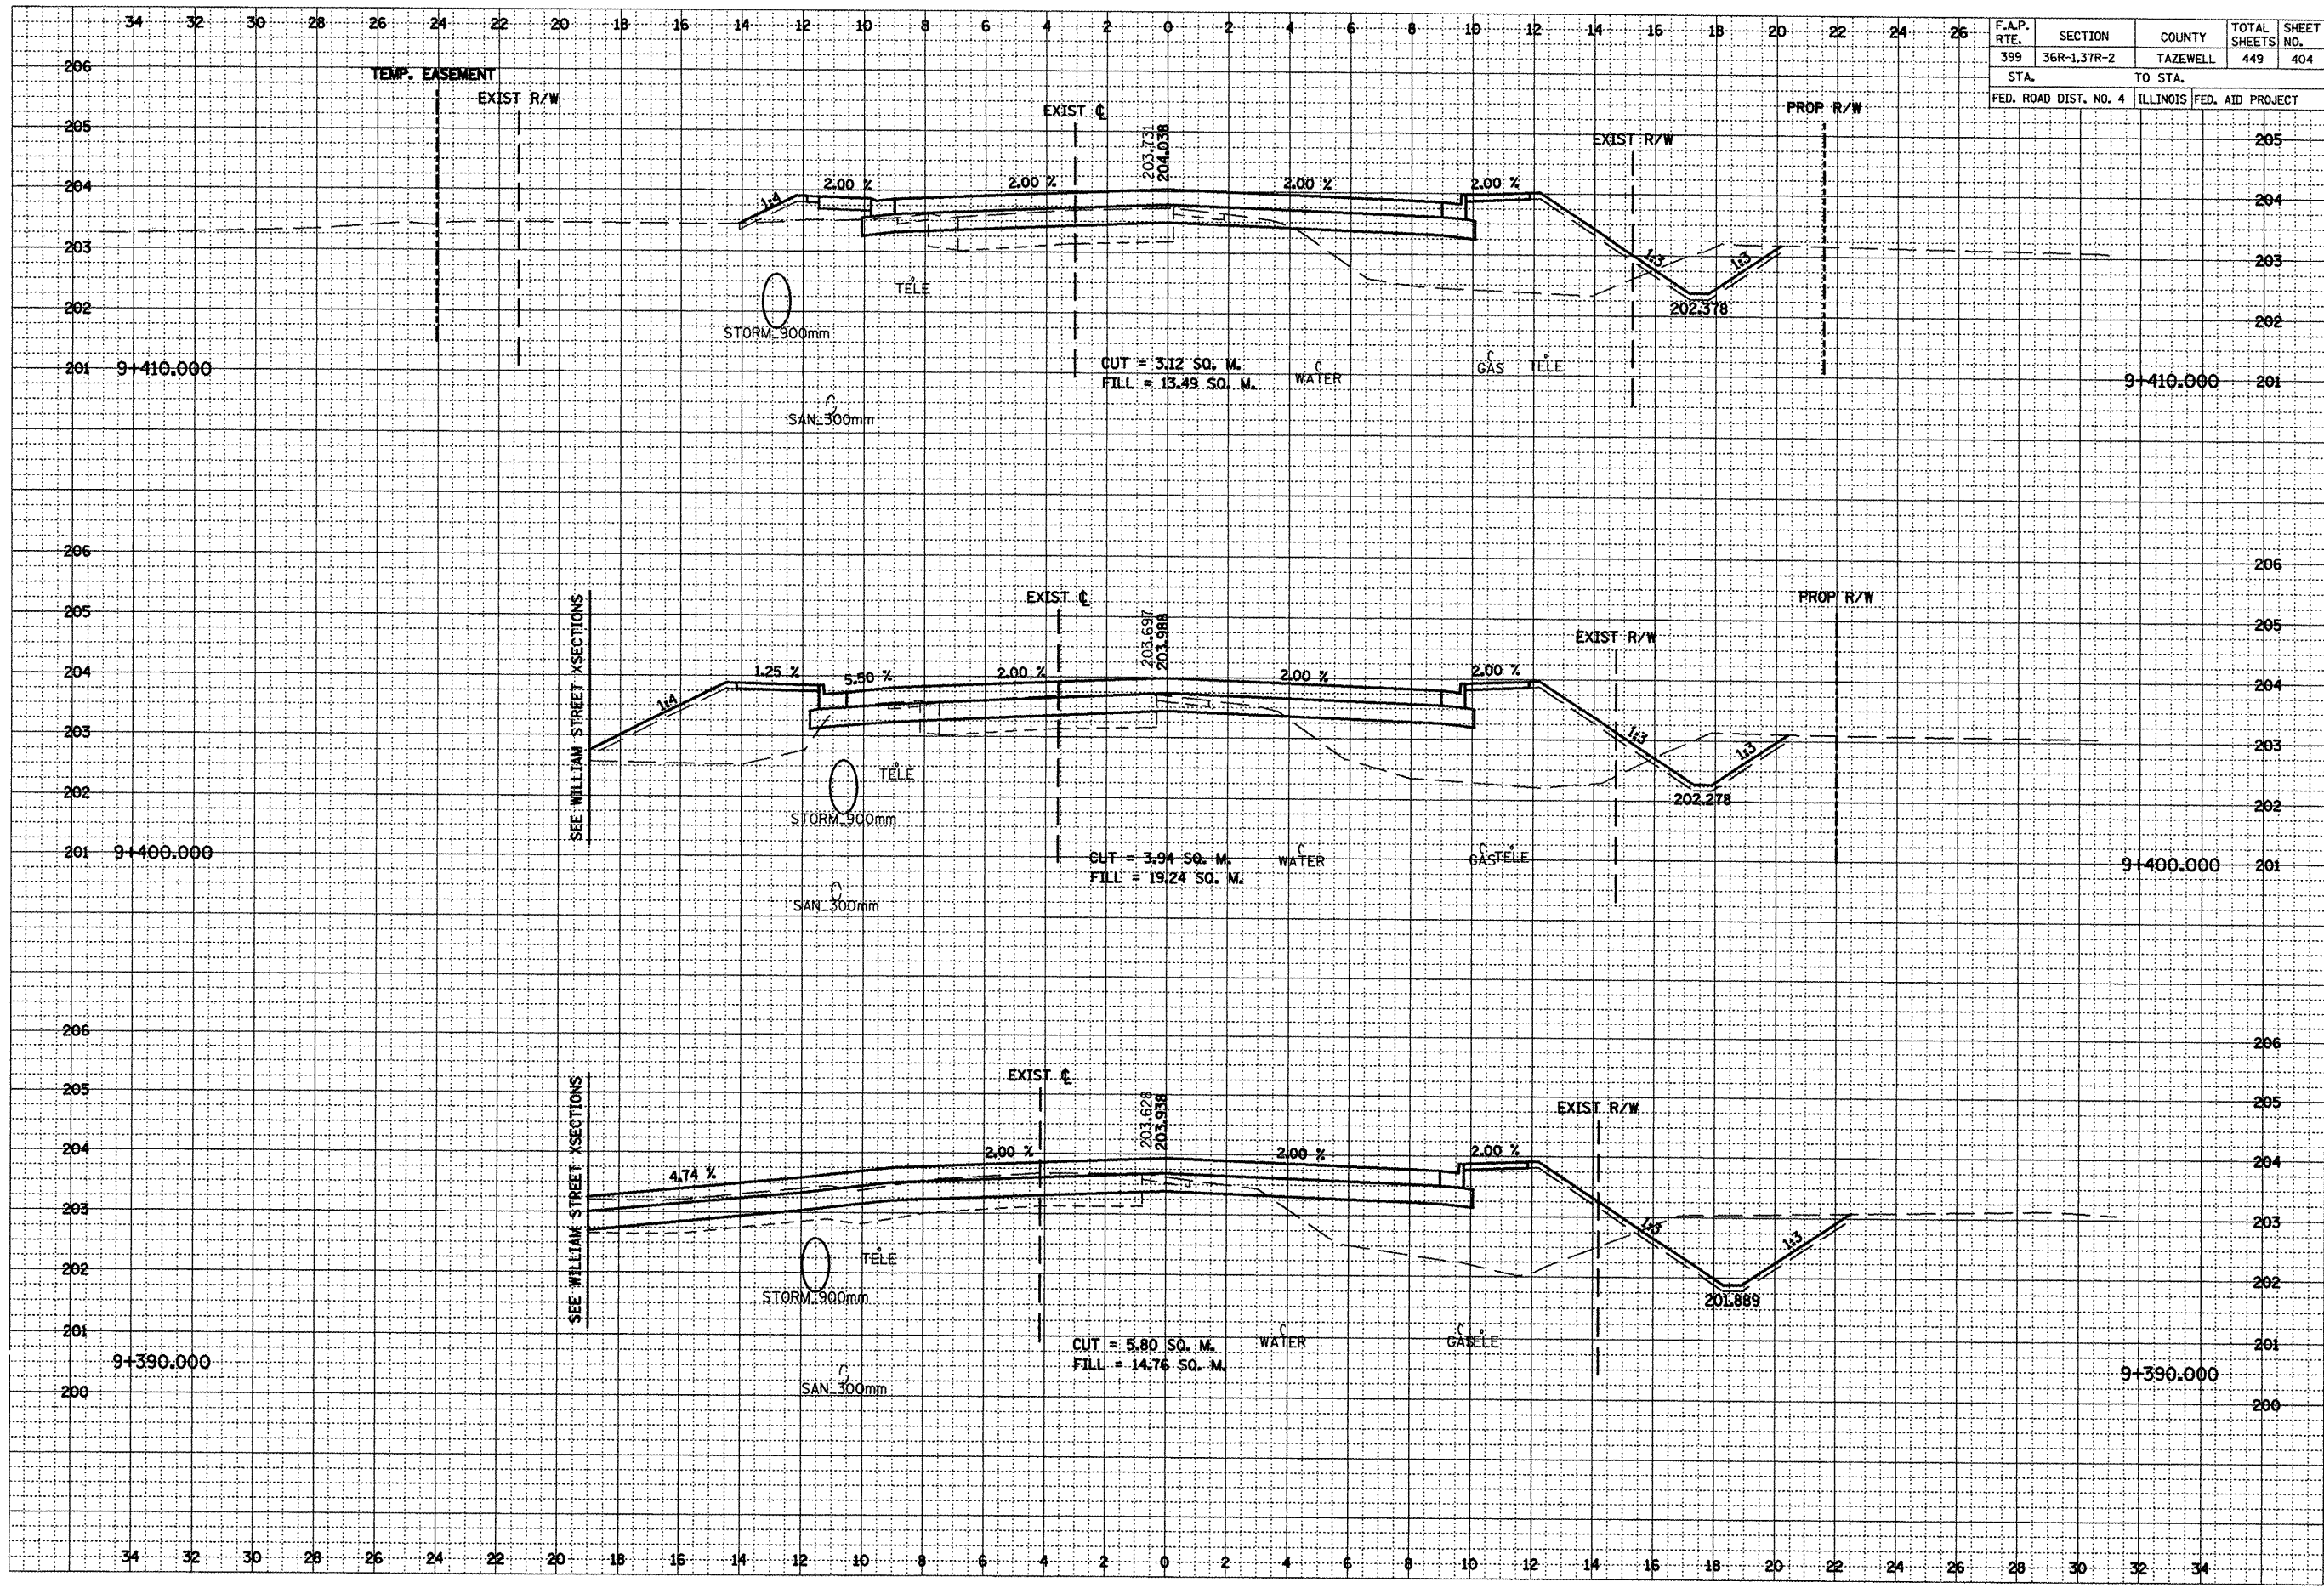 34 32 30 28 26 24 22 20 18 16 14 12 10 8 6 4 2 0 2 4 6 8 10 12 14 16 18 20 22 24 26
F.A.P. RTE. SECTION COUNTY TOTAL SHEETS SHEET NO.
399 36R-1,37R-2 TAZEWELL 449 404
STA. TO STA.
FED. ROAD DIST. NO. 4 ILLINOIS FED. AID PROJECT
206
TEMP. EASEMENT
EXIST R/W
EXIST ℄
PROP R/W
205 205
EXIST R/W
203.731
204.038
204 204
1:4 2.00 % 2.00 % 2.00 % 2.00 %
203 203
1:3 1:3
TELE
202.378
202 202
STORM_900mm
CUT = 3.12 SQ. M.
FILL = 13.49 SQ. M.
WATER GAS TELE
201 9+410.000 9+410.000 201
SAN_300mm
206 206
EXIST ℄ PROP R/W
205 205
SEE WILLIAM STREET XSECTIONS
203.697
203.988
EXIST R/W
204 204
1:4 1.25 % 5.50 % 2.00 % 2.00 % 2.00 %
203 203
1:3 1:3
TELE
202.278
202 202
STORM_900mm
CUT = 3.94 SQ. M.
FILL = 19.24 SQ. M.
WATER GAS TELE
201 9+400.000 9+400.000 201
SAN_300mm
206 206
EXIST ℄
205 205
SEE WILLIAM STREET XSECTIONS
203.628
203.938
EXIST R/W
204 204
4.74 % 2.00 % 2.00 % 2.00 %
203 203
1:3 1:3
TELE
202 202
STORM_900mm
201.889
201 201
CUT = 5.80 SQ. M.
FILL = 14.76 SQ. M.
WATER GAS TELE
9+390.000 9+390.000
SAN_300mm
200 200
34 32 30 28 26 24 22 20 18 16 14 12 10 8 6 4 2 0 2 4 6 8 10 12 14 16 18 20 22 24 26 28 30 32 34